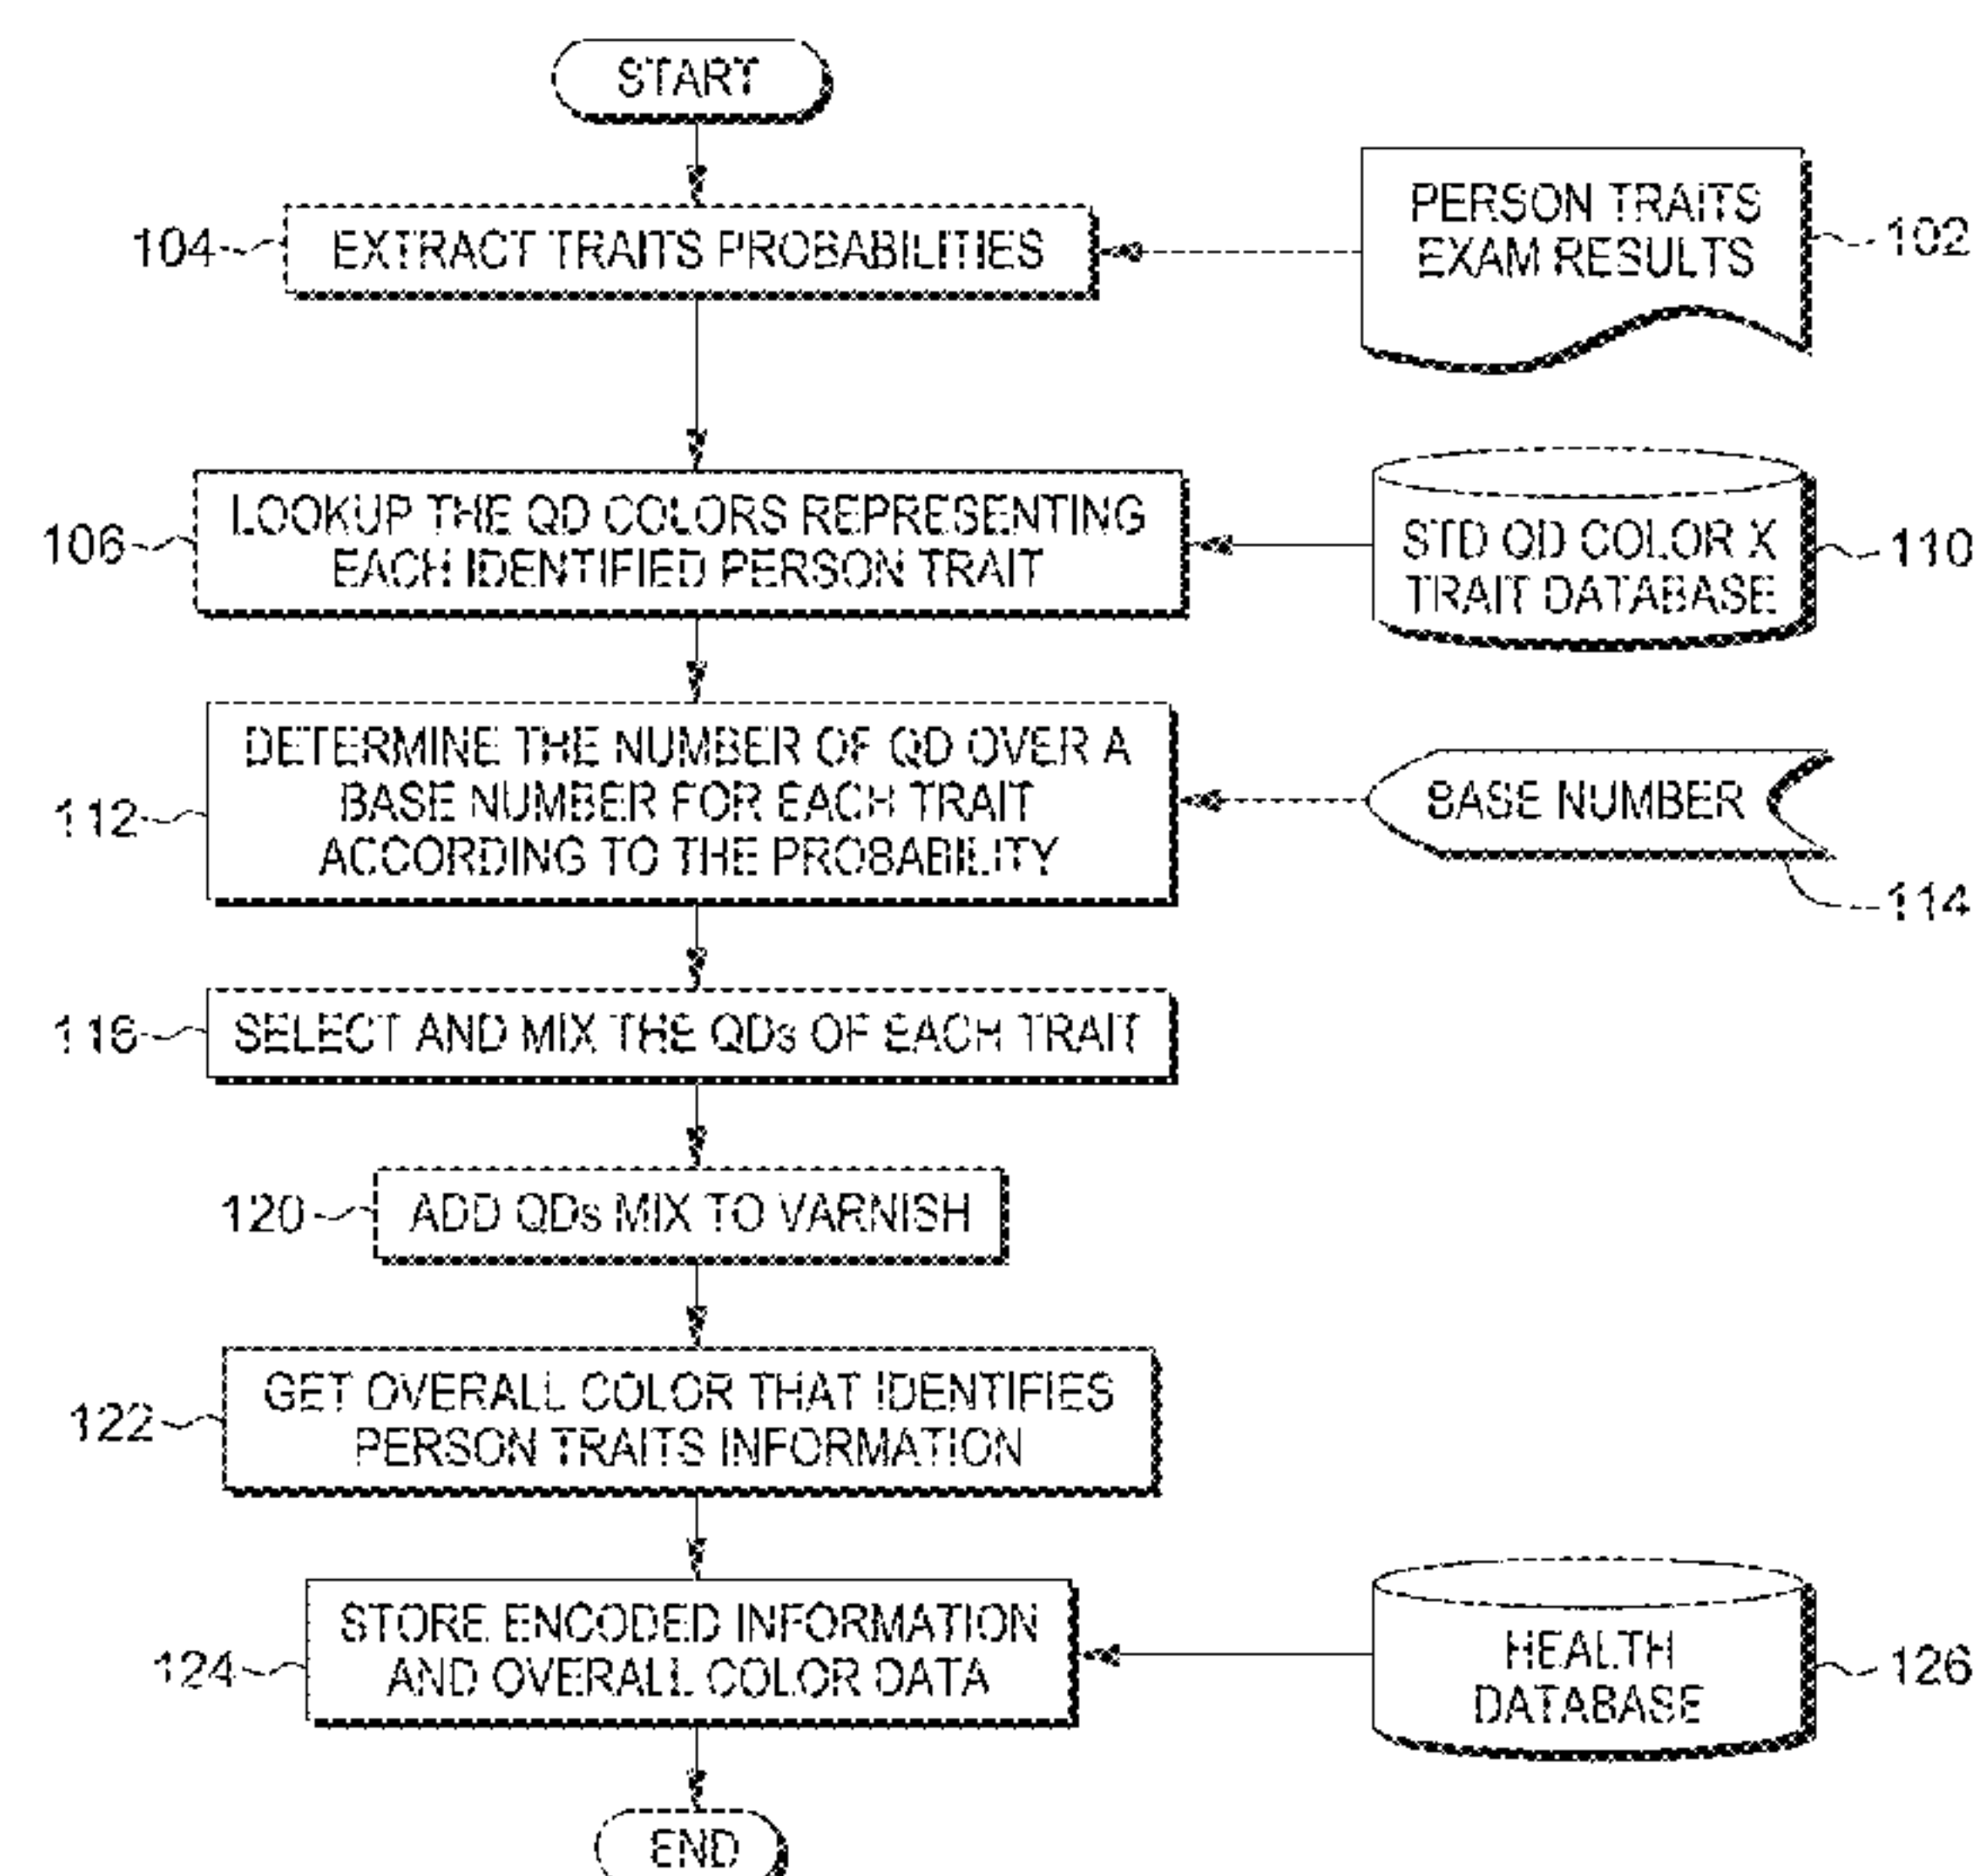 START
104
EXTRACT TRAITS PROBABILITIES
PERSON TRAITS
EXAM RESULTS
102
106
LOOKUP THE QD COLORS REPRESENTING
EACH IDENTIFIED PERSON TRAIT
STD QD COLOR X
TRAIT DATABASE
110
112
DETERMINE THE NUMBER OF QD OVER A
BASE NUMBER FOR EACH TRAIT
ACCORDING TO THE PROBABILITY
BASE NUMBER
114
116
SELECT AND MIX THE QDs OF EACH TRAIT
120
ADD QDs MIX TO VARNISH
122
GET OVERALL COLOR THAT IDENTIFIES
PERSON TRAITS INFORMATION
124
STORE ENCODED INFORMATION
AND OVERALL COLOR DATA
HEALTH
DATABASE
126
END